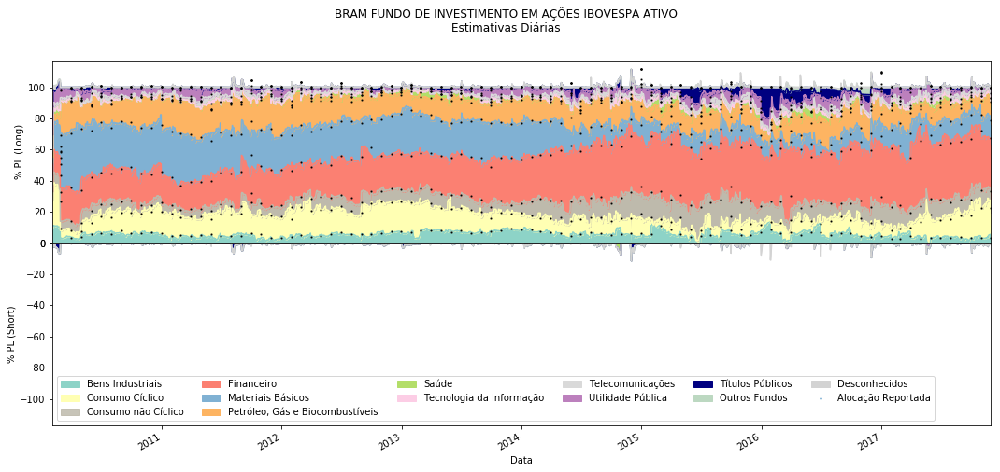 BRAM FUNDO DE INVESTIMENTO EM AÇÕES IBOVESPA ATIVO
Estimativas Diárias
% PL (Long)
100
80
60
40
20
0
% PL (Short)
0
−20
−40
−60
−80
−100
Bens Industriais
Consumo Cíclico
Consumo não Cíclico
Financeiro
Materiais Básicos
Petróleo, Gás e Biocombustíveis
Saúde
Tecnologia da Informação
Telecomunicações
Utilidade Pública
Títulos Públicos
Outros Fundos
Desconhecidos
Alocação Reportada
2011
2012
2013
2014
2015
2016
2017
Data